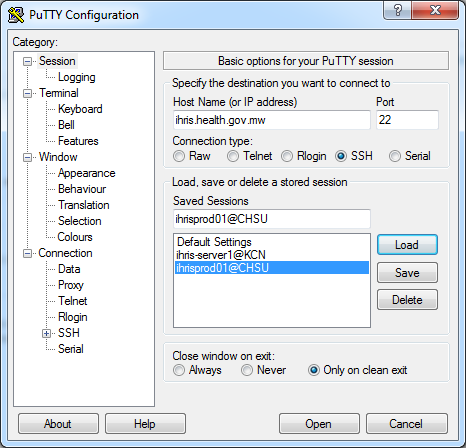 PuTTY Configuration
Category:
Session
Logging
Terminal
Keyboard
Bell
Features
Window
Appearance
Behaviour
Translation
Selection
Colours
Connection
Data
Proxy
Telnet
Rlogin
SSH
Serial
Basic options for your PuTTY session
Specify the destination you want to connect to
Host Name (or IP address) Port
ihris.health.gov.mw 22
Connection type:
Raw Telnet Rlogin SSH Serial
Load, save or delete a stored session
Saved Sessions
ihrisprod01@CHSU
Default Settings
ihris-server1@KCN
ihrisprod01@CHSU
Load
Save
Delete
Close window on exit:
Always Never Only on clean exit
About Help Open Cancel